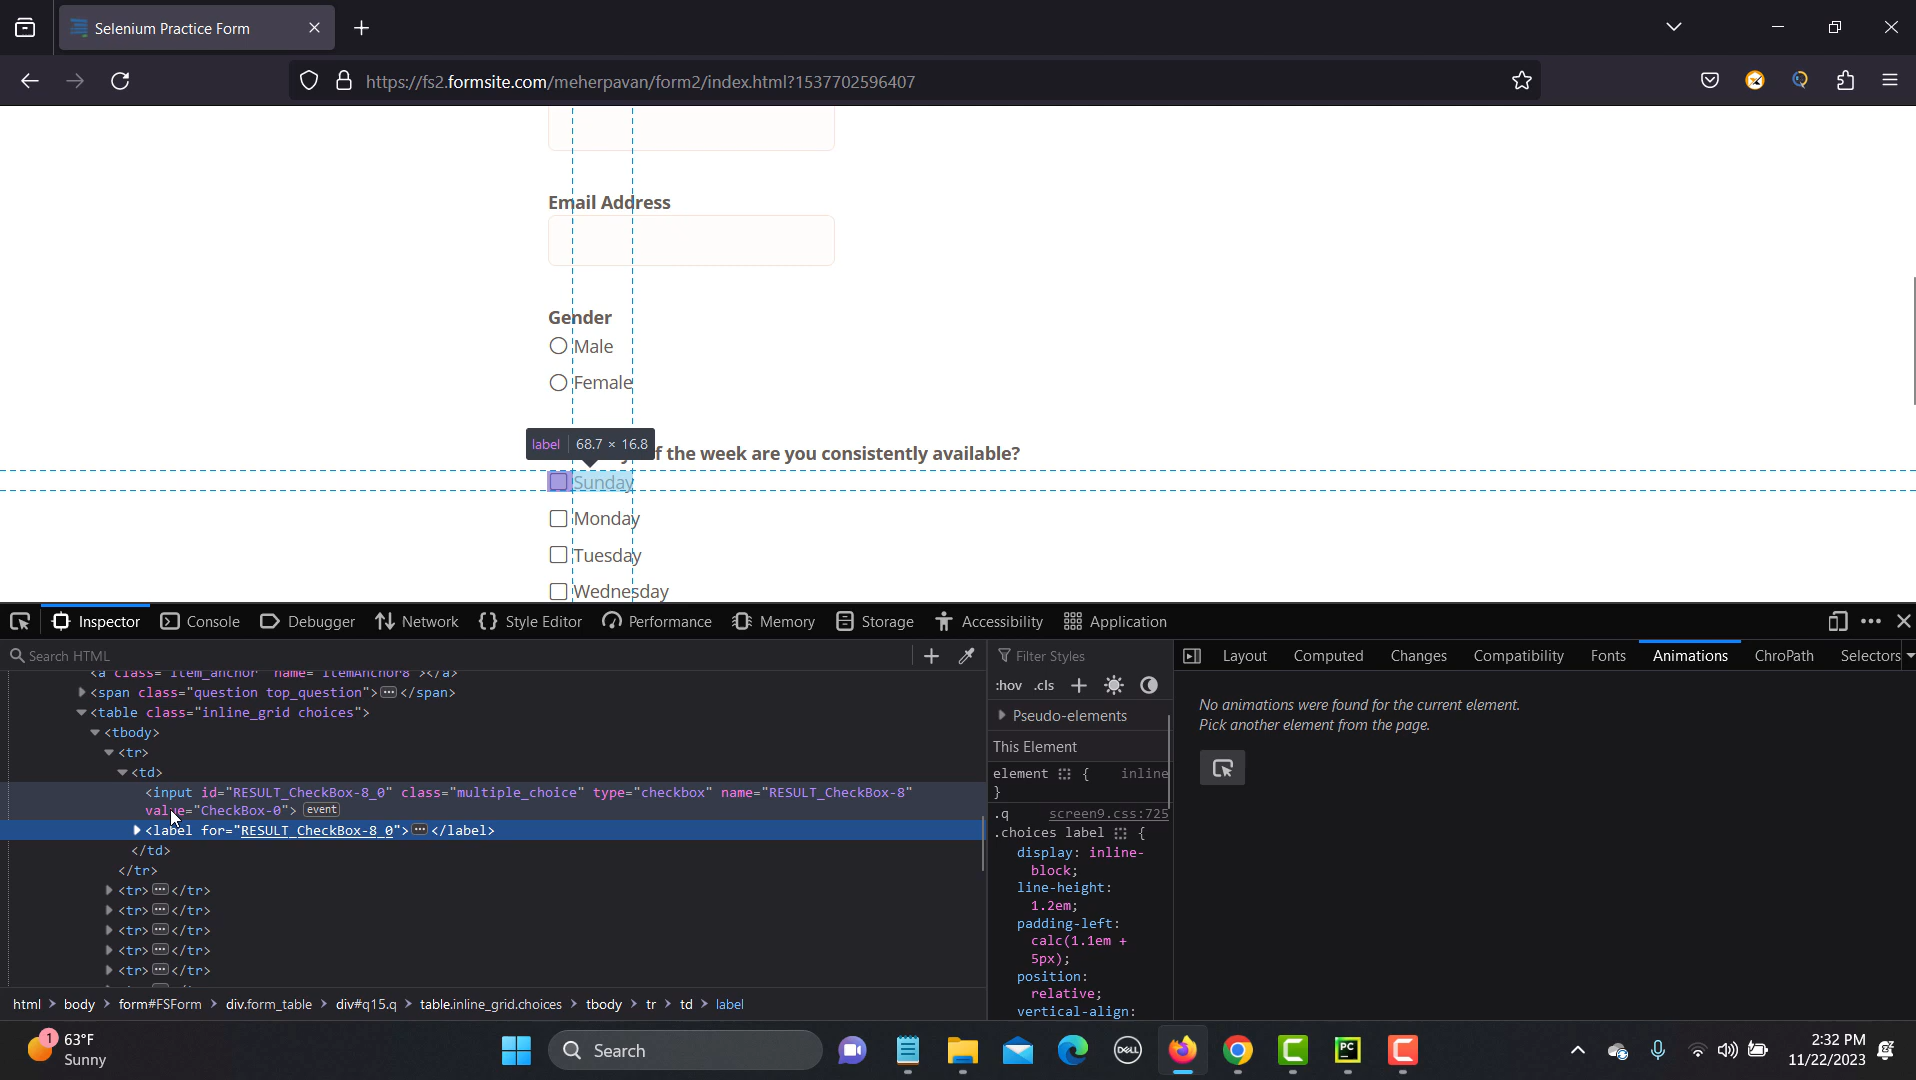 Selenium Practice Form
https://fs2.formsite.com/meherpavan/form2/index.html?1537702596407
Email Address
Gender
Male
Female
label 68.7 × 16.8
of the week are you consistently available?
Sunday
Monday
Tuesday
Wednesday
Inspector Console Debugger Network Style Editor Performance Memory Storage Accessibility Application
Search HTML
Filter Styles
Layout Computed Changes Compatibility Fonts Animations ChroPath Selectors
<a class="item_anchor" name="ItemAnchor8"></a>
<span class="question top_question"></span>
<table class="inline_grid choices">
<tbody>
<tr>
<td>
<input id="RESULT_CheckBox-8_0" class="multiple_choice" type="checkbox" name="RESULT_CheckBox-8"
value="CheckBox-0"> event
<label for="RESULT_CheckBox-8_0"></label>
</td>
</tr>
<tr></tr>
<tr></tr>
<tr></tr>
<tr></tr>
<tr></tr>
html body form#FSForm div.form_table div#q15.q table.inline_grid.choices tbody tr td label
:hov .cls
Pseudo-elements
This Element
element { inline
}
.q screen9.css:725
.choices label {
display: inline-
block;
line-height:
1.2em;
padding-left:
calc(1.1em +
5px);
position:
relative;
vertical-align:
No animations were found for the current element.
Pick another element from the page.
1
63°F
Sunny
Search
DELL
PC
2:32 PM
11/22/2023